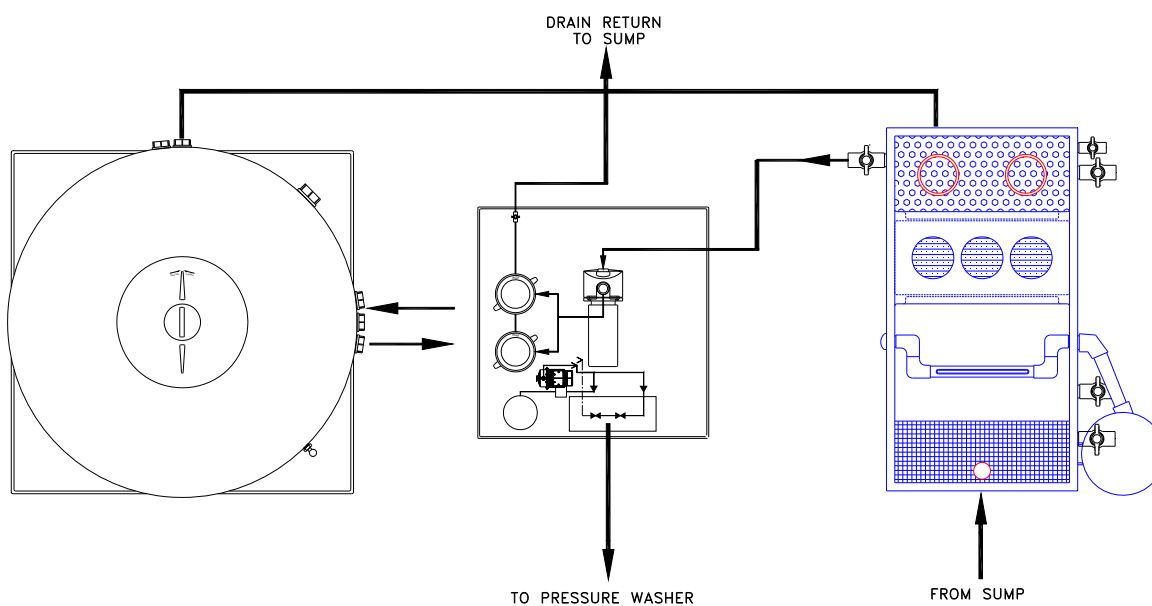 DRAIN RETURN
TO SUMP
TO PRESSURE WASHER
FROM SUMP